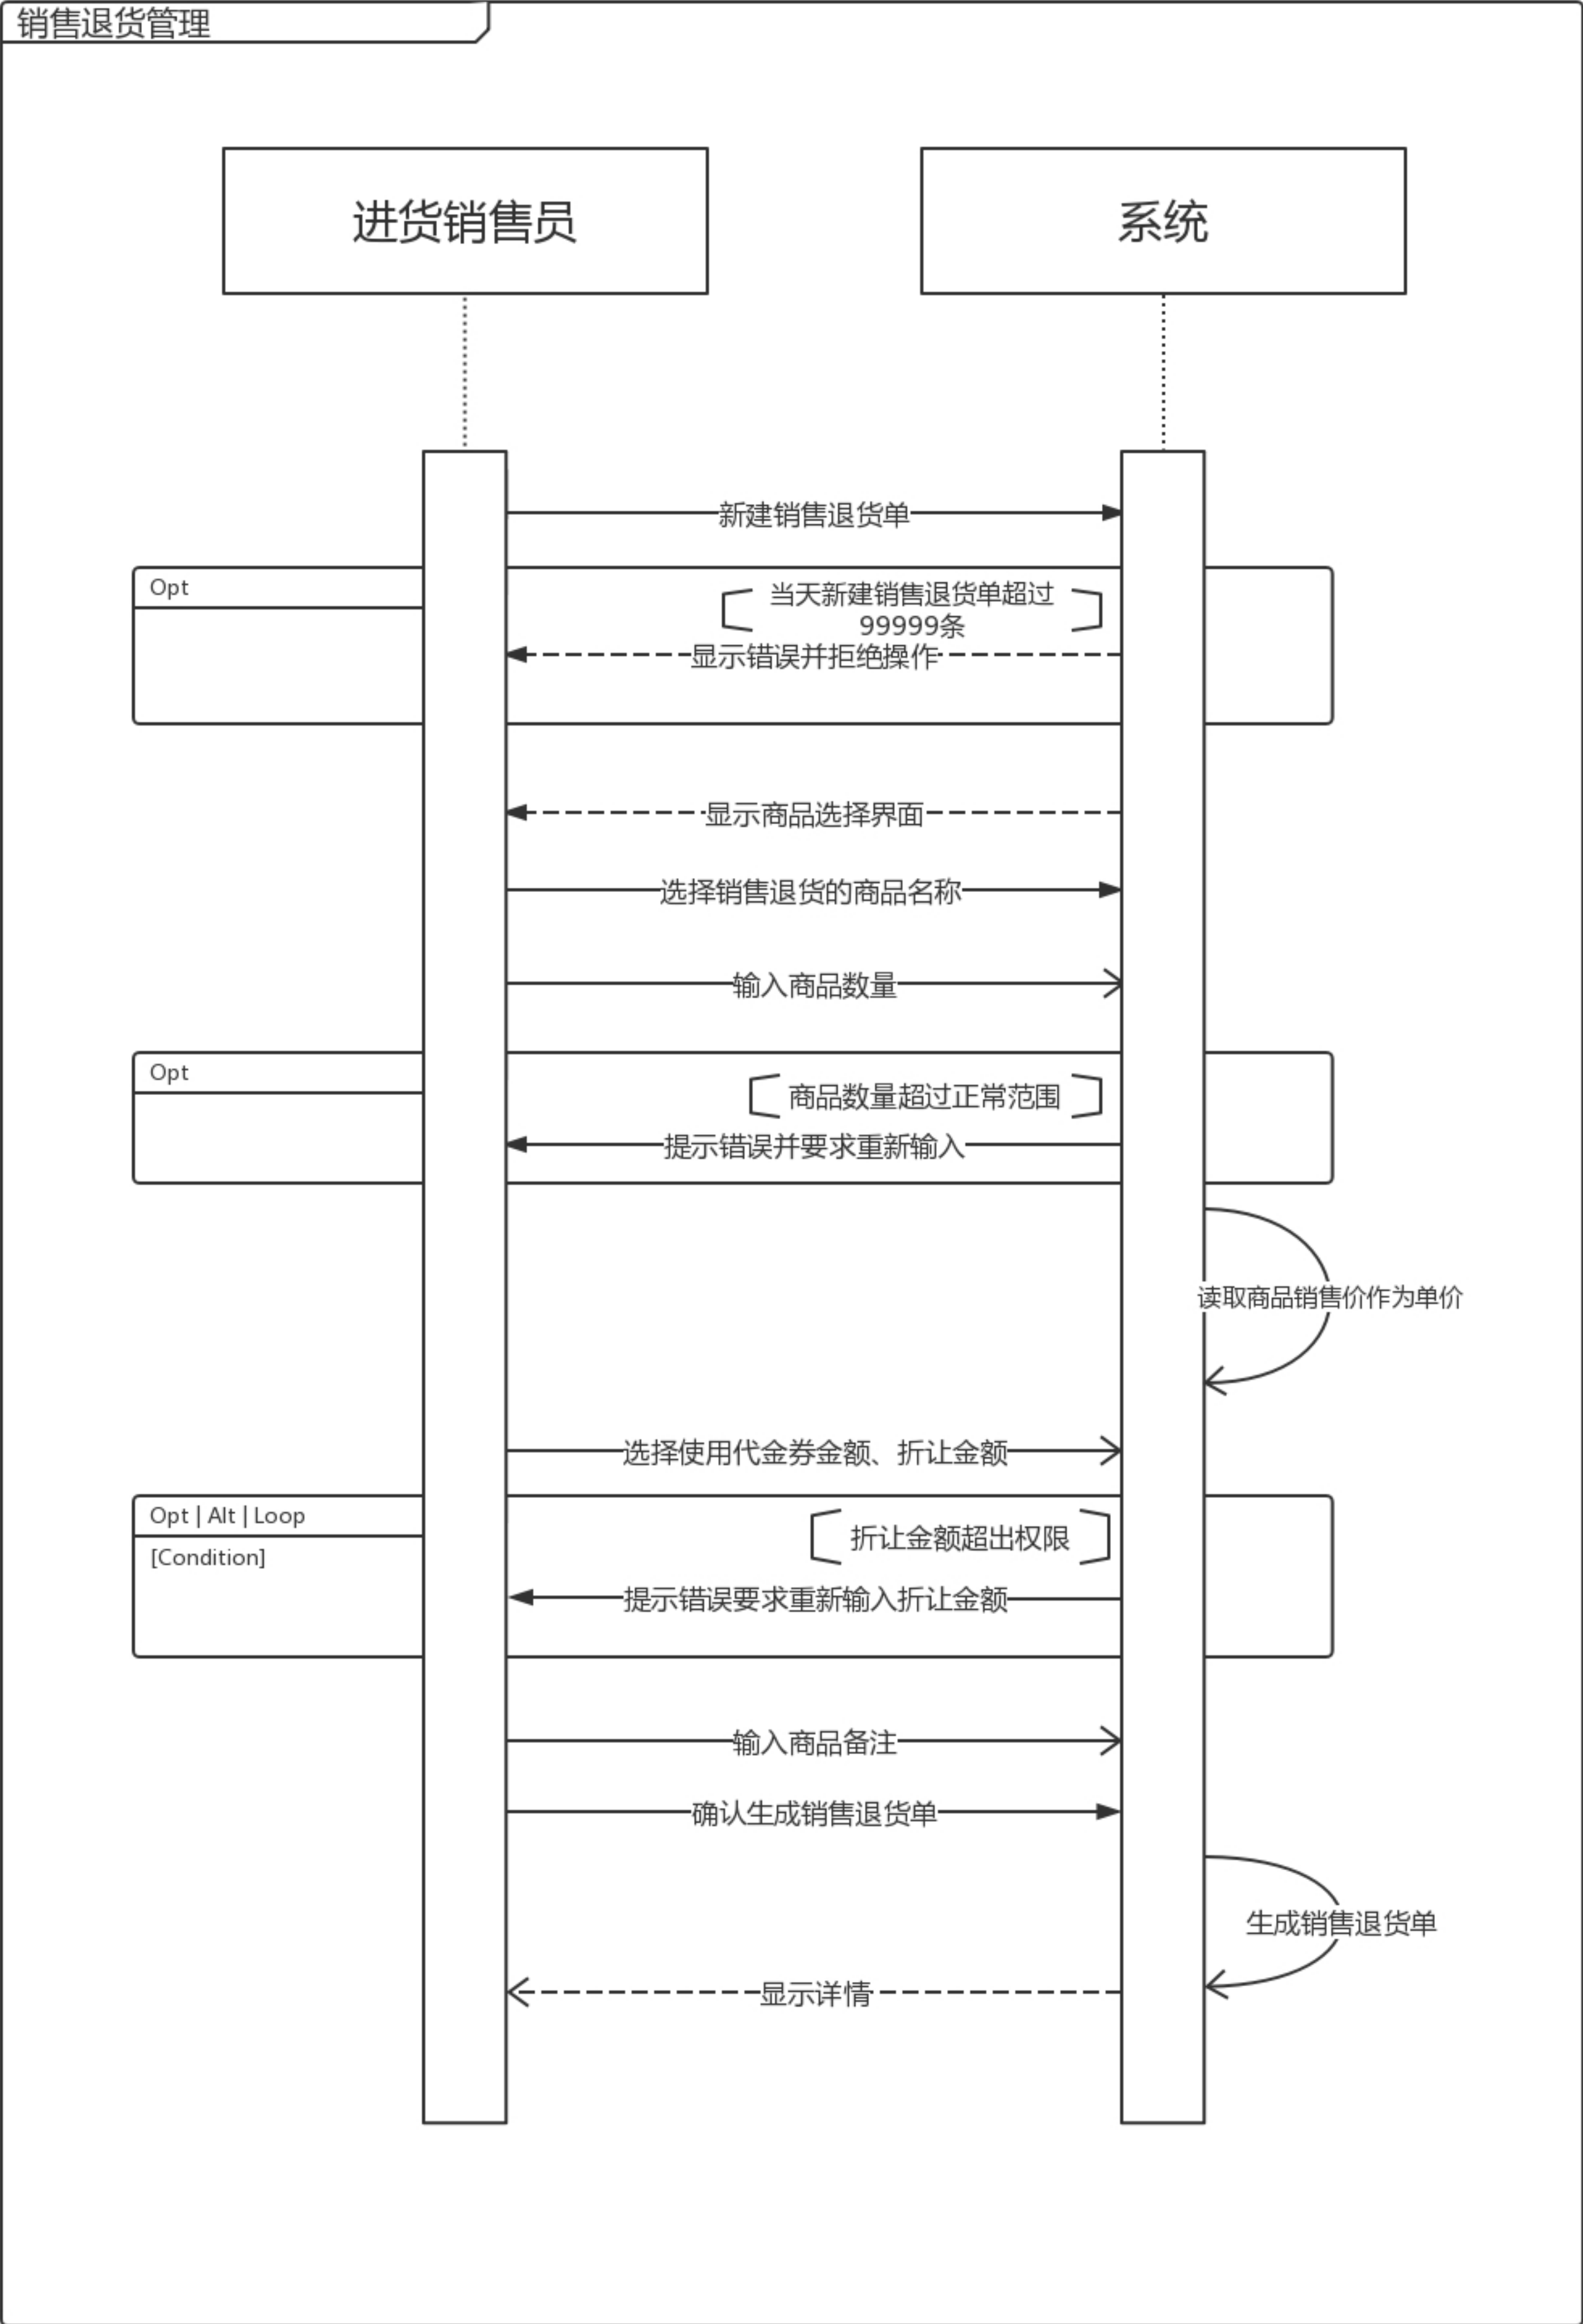 销售退货管理
进货销售员
系统
新建销售退货单
Opt
当天新建销售退货单超过
99999条
显示错误并拒绝操作
显示商品选择界面
选择销售退货的商品名称
输入商品数量
Opt
商品数量超过正常范围
提示错误并要求重新输入
读取商品销售价作为单价
选择使用代金券金额、折让金额
Opt | Alt | Loop
[Condition]
折让金额超出权限
提示错误要求重新输入折让金额
输入商品备注
确认生成销售退货单
生成销售退货单
显示详情